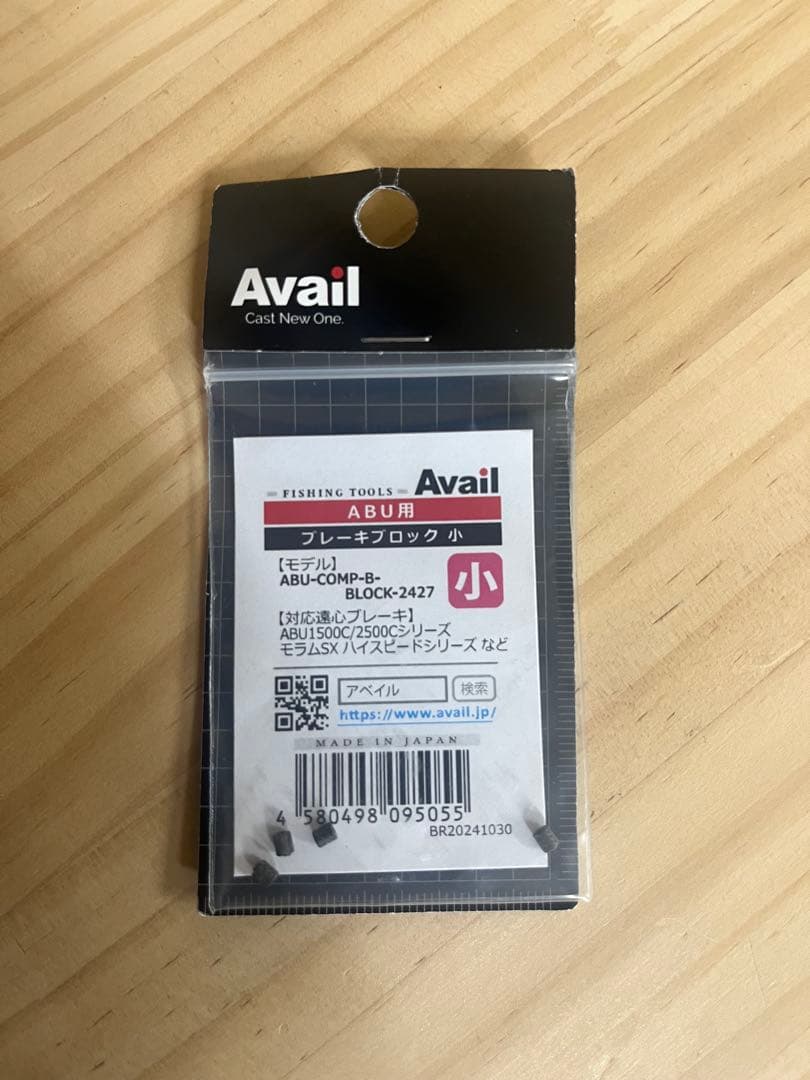 Avail
Cast New One.
FISHING TOOLS Avail
ABU用
ブレーキブロック 小
【モデル】
ABU-COMP-B-
BLOCK-2427
小
【対応遠心ブレーキ】
ABU1500C/2500Cシリーズ
モラムSX ハイスピードシリーズ など
アベイル 検索
https://www.avail.jp/
MADE IN JAPAN
4 580498 095055
BR20241030